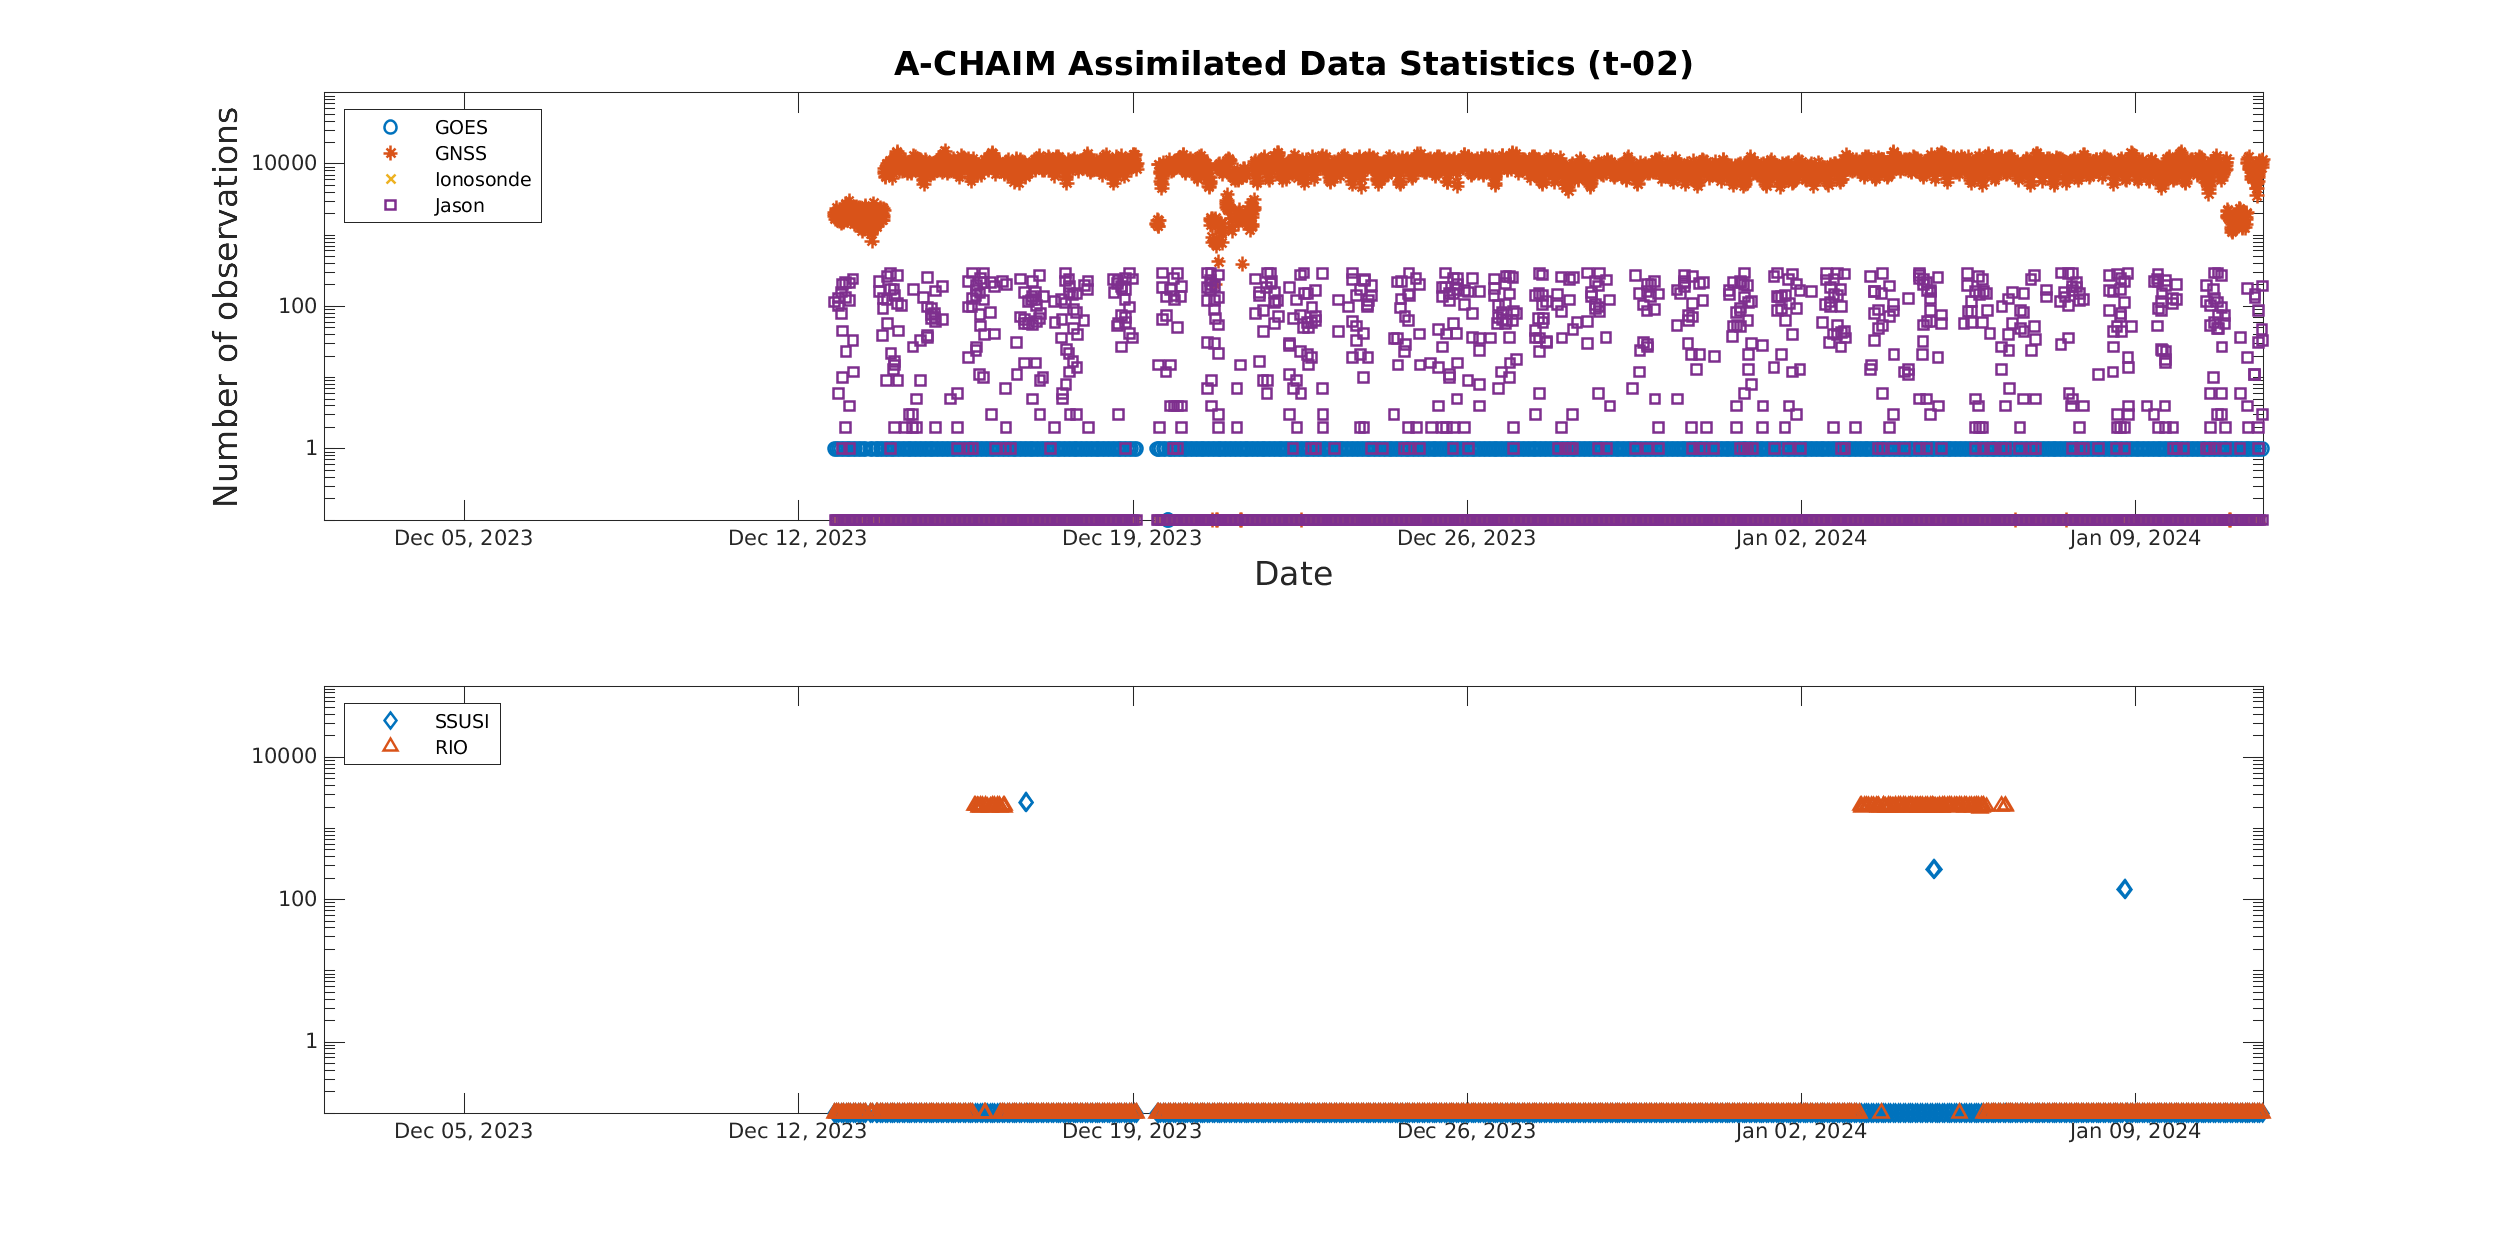 A-CHAIM Assimilated Data Statistics (t-02)
Number of observations
10000
100
1
GOES
GNSS
Ionosonde
Jason
Dec 05, 2023
Dec 12, 2023
Dec 19, 2023
Dec 26, 2023
Jan 02, 2024
Jan 09, 2024
Date
10000
100
1
SSUSI
RIO
Dec 05, 2023
Dec 12, 2023
Dec 19, 2023
Dec 26, 2023
Jan 02, 2024
Jan 09, 2024